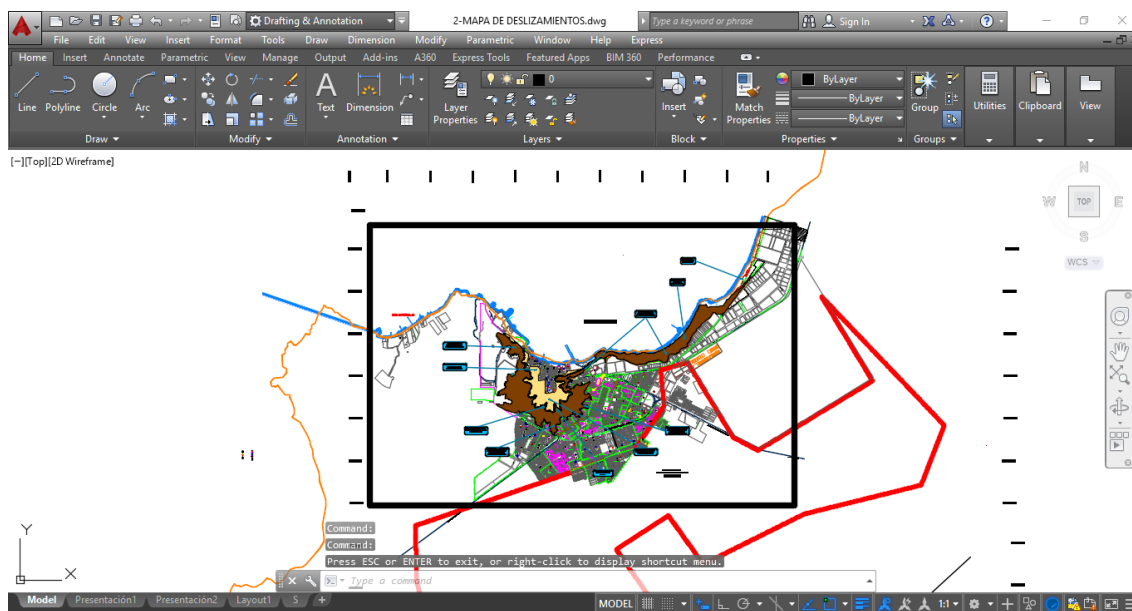 Drafting & Annotation 2-MAPA DE DESLIZAMIENTOS.dwg Type a keyword or phrase Sign In
File Edit View Insert Format Tools Draw Dimension Modify Parametric Window Help Express
Home Insert Annotate Parametric View Manage Output Add-ins A360 Express Tools Featured Apps BIM 360 Performance
0 ByLayer
ByLayer
ByLayer
Line Polyline Circle Arc Text Dimension Layer Properties Insert Match Properties Group Utilities Clipboard View
Draw Modify Annotation Layers Block Properties Groups
[−][Top][2D Wireframe]
N
W TOP E
S
WCS
Y
X
Command:
Command:
Press ESC or ENTER to exit, or right-click to display shortcut menu.
Type a command
Model Presentación1 Presentación2 Layout1 S + MODEL 1:1